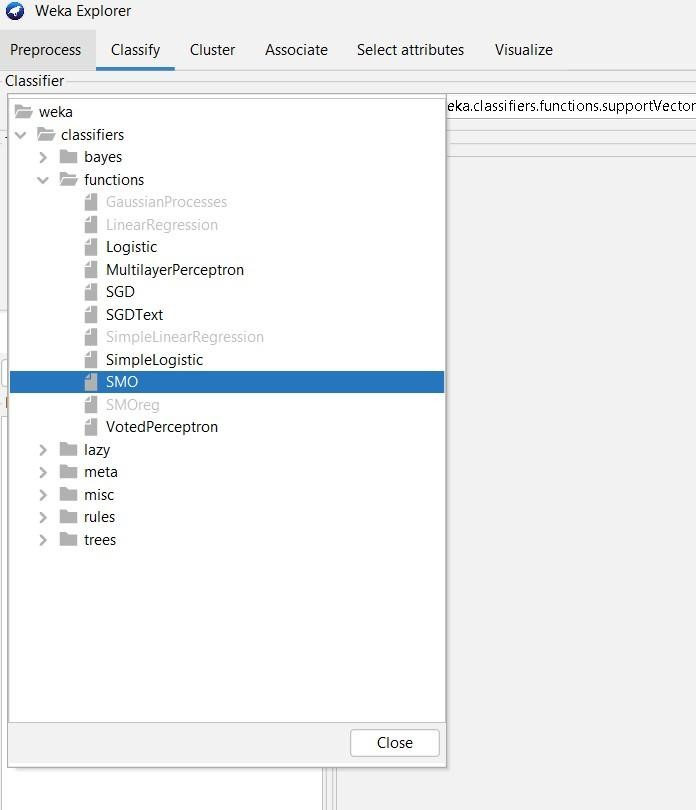 Weka Explorer
Preprocess Classify Cluster Associate Select attributes Visualize
Classifier
eka.classifiers.functions.supportVector
weka
classifiers
bayes
functions
GaussianProcesses
LinearRegression
Logistic
MultilayerPerceptron
SGD
SGDText
SimpleLinearRegression
SimpleLogistic
SMO
SMOreg
VotedPerceptron
lazy
meta
misc
rules
trees
Close